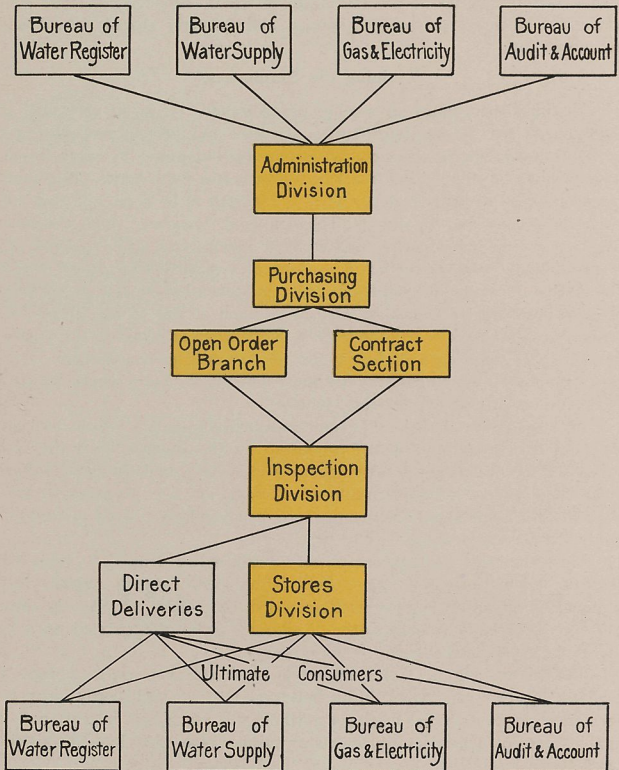 Bureau of
Water Register
Bureau of
Water Supply
Bureau of
Gas & Electricity
Bureau of
Audit & Account
Administration
Division
Purchasing
Division
Open Order
Branch
Contract
Section
Inspection
Division
Direct
Deliveries
Stores
Division
Ultimate Consumers
Bureau of
Water Register
Bureau of
Water Supply
Bureau of
Gas & Electricity
Bureau of
Audit & Account